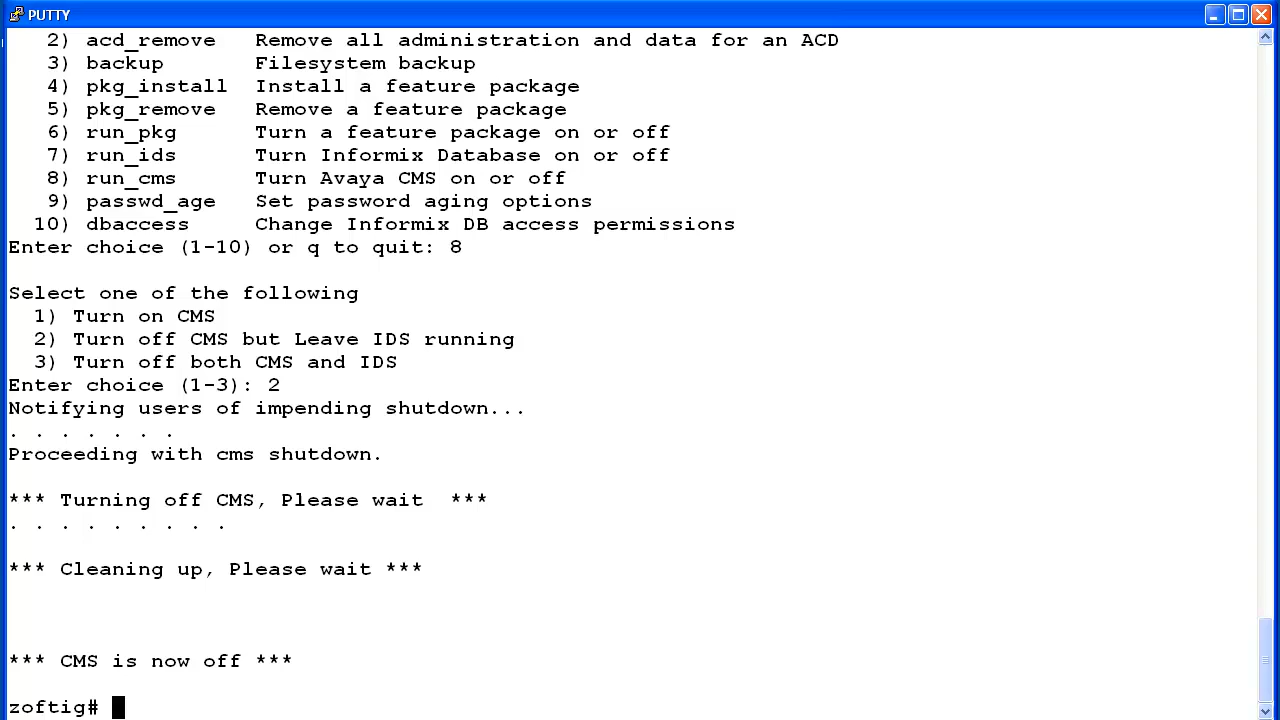 PUTTY
2) acd_remove Remove all administration and data for an ACD
3) backup Filesystem backup
4) pkg_install Install a feature package
5) pkg_remove Remove a feature package
6) run_pkg Turn a feature package on or off
7) run_ids Turn Informix Database on or off
8) run_cms Turn Avaya CMS on or off
9) passwd_age Set password aging options
10) dbaccess Change Informix DB access permissions
Enter choice (1-10) or q to quit: 8
Select one of the following
1) Turn on CMS
2) Turn off CMS but Leave IDS running
3) Turn off both CMS and IDS
Enter choice (1-3): 2
Notifying users of impending shutdown...
. . . . . . .
Proceeding with cms shutdown.
*** Turning off CMS, Please wait ***
. . . . . . . . .
*** Cleaning up, Please wait ***
*** CMS is now off ***
zoftig#